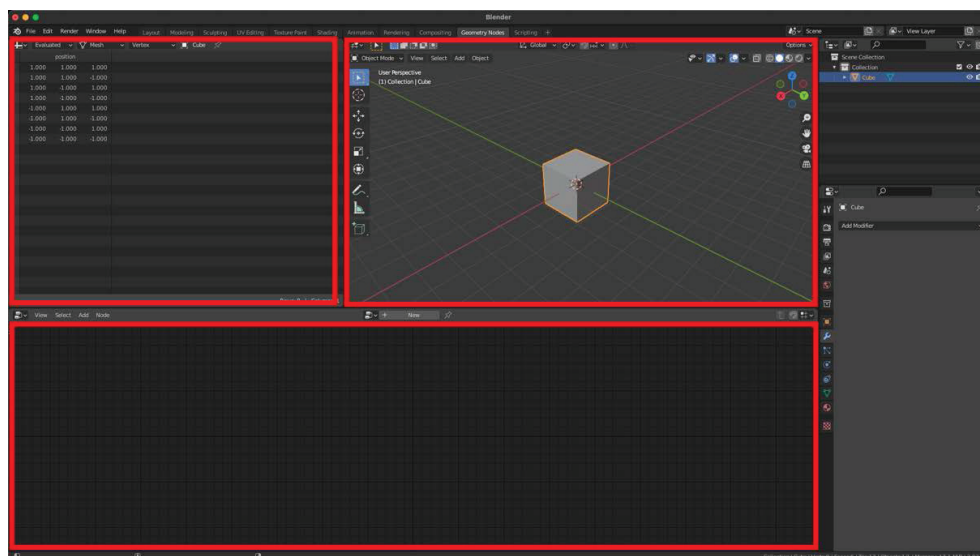 Blender
File Edit Render Window Help Layout Modeling Sculpting UV Editing Texture Paint Shading Animation Rendering Compositing Geometry Nodes Scripting + Scene View Layer
Evaluated Mesh Vertex Cube
position
1.000 1.000 1.000
1.000 1.000 -1.000
1.000 -1.000 1.000
1.000 -1.000 -1.000
-1.000 1.000 1.000
-1.000 1.000 -1.000
-1.000 -1.000 1.000
-1.000 -1.000 -1.000
Global Options
Object Mode View Select Add Object
User Perspective
(1) Collection | Cube
Scene Collection
Collection
Cube
Cube
Add Modifier
View Select Add Node
New